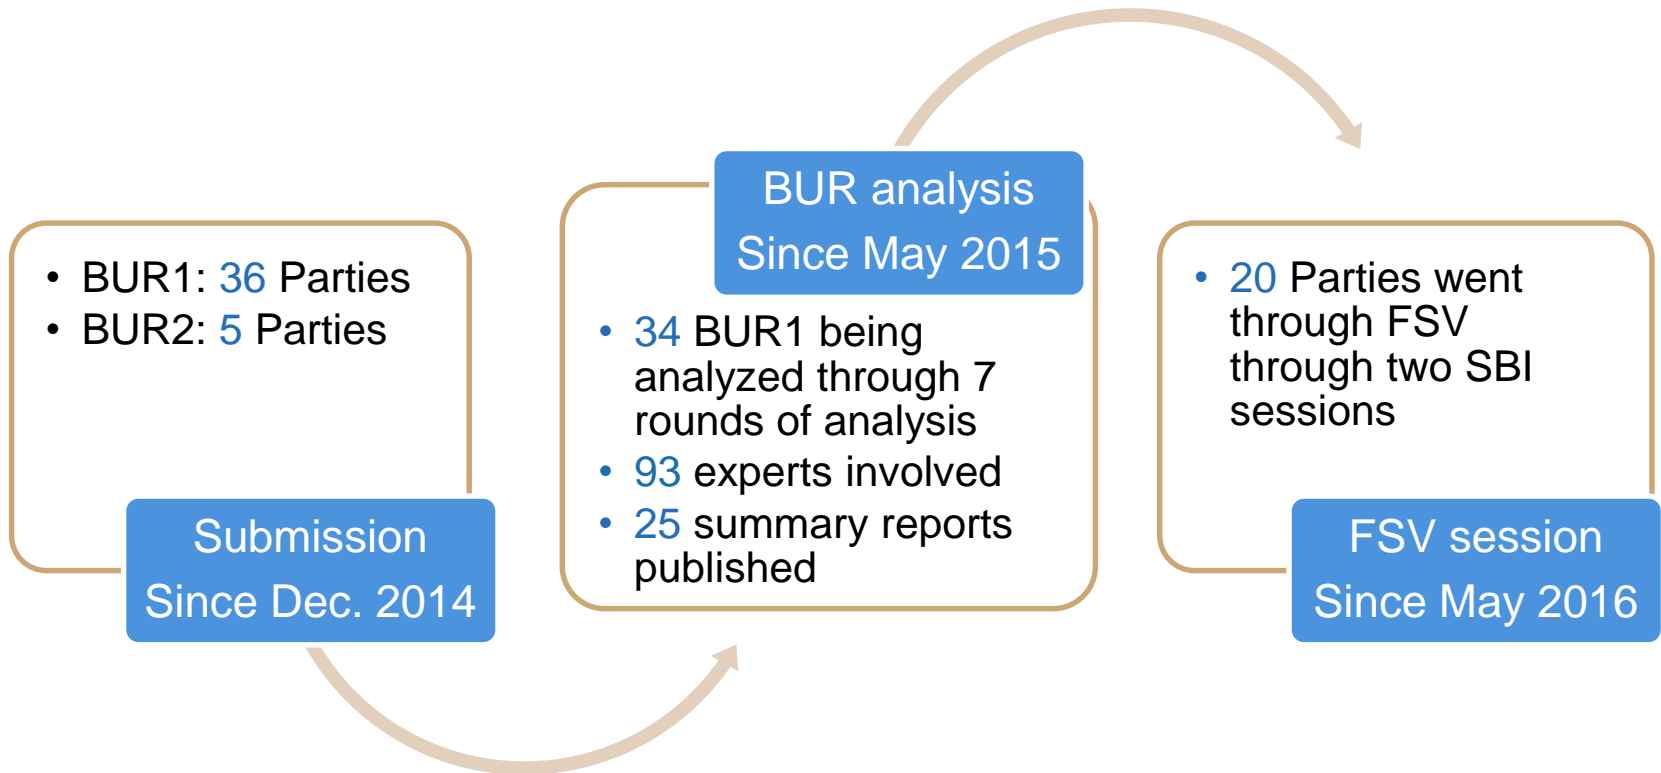 • BUR1: 36 Parties
• BUR2: 5 Parties
Submission
Since Dec. 2014
BUR analysis
Since May 2015
• 34 BUR1 being
analyzed through 7
rounds of analysis
• 93 experts involved
• 25 summary reports
published
• 20 Parties went
through FSV
through two SBI
sessions
FSV session
Since May 2016